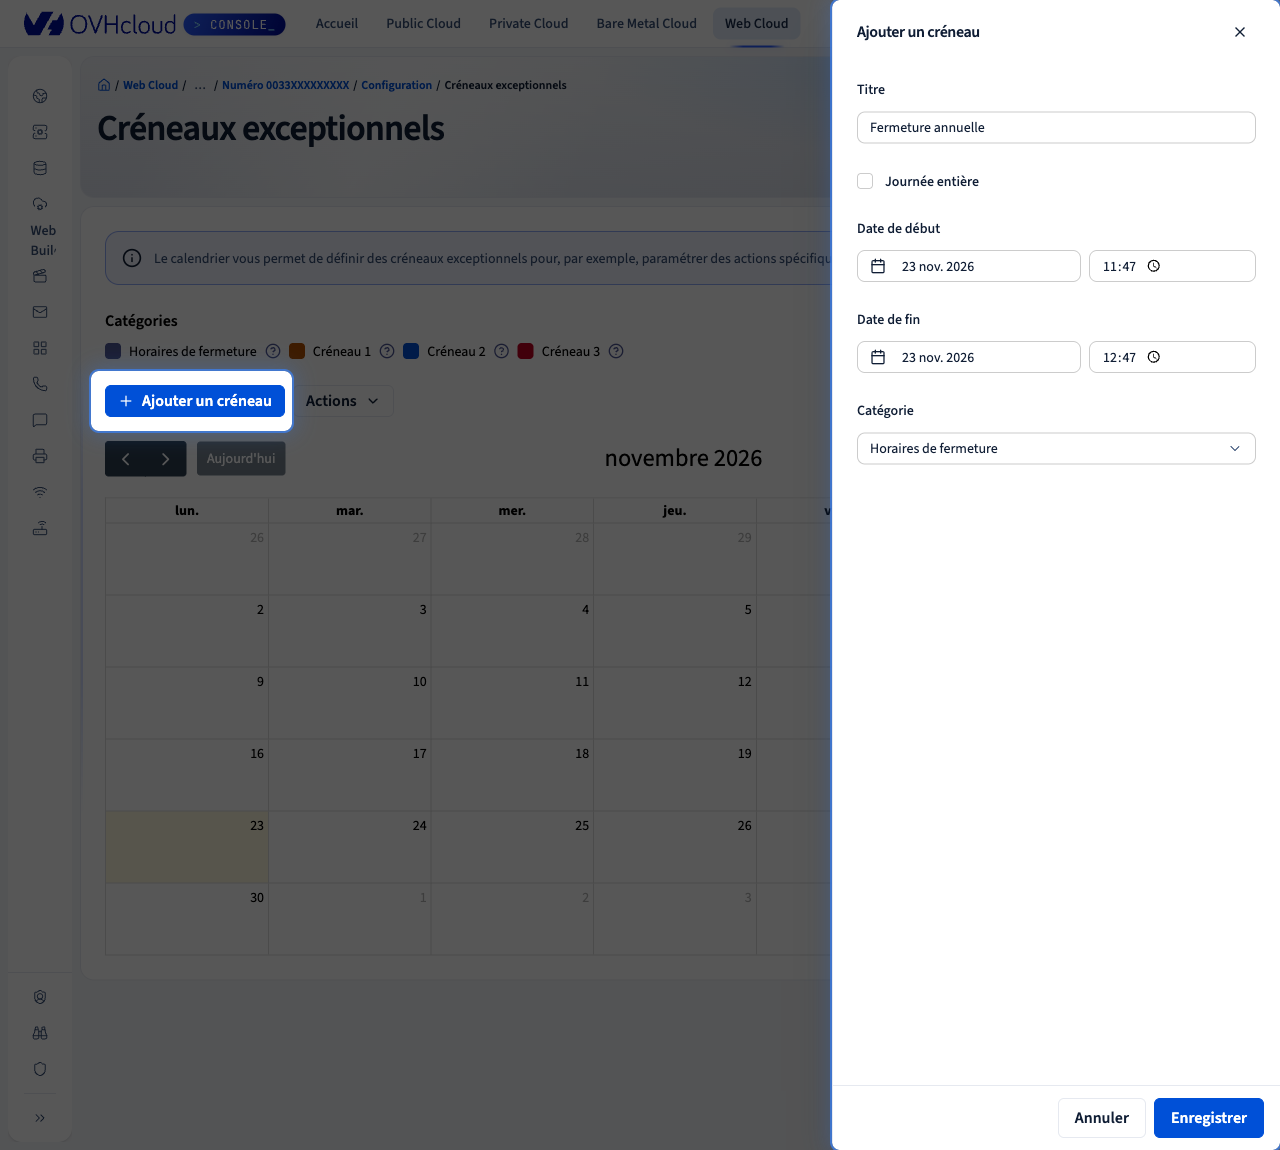 OVHcloud > CONSOLE_ Accueil Public Cloud Private Cloud Bare Metal Cloud Web Cloud
/ Web Cloud / ... / Numéro 0033XXXXXXXXX / Configuration / Créneaux exceptionnels
Créneaux exceptionnels
Web
Buil
Le calendrier vous permet de définir des créneaux exceptionnels pour, par exemple, paramétrer des actions spécifiqu
Catégories
Horaires de fermeture Créneau 1 Créneau 2 Créneau 3
+ Ajouter un créneau Actions
Aujourd'hui novembre 2026
lun. mar. mer. jeu. v
26 27 28 29
2 3 4 5
9 10 11 12
16 17 18 19
23 24 25 26
30 1 2 3
Ajouter un créneau
Titre
Fermeture annuelle
Journée entière
Date de début
23 nov. 2026 11:47
Date de fin
23 nov. 2026 12:47
Catégorie
Horaires de fermeture
Annuler Enregistrer